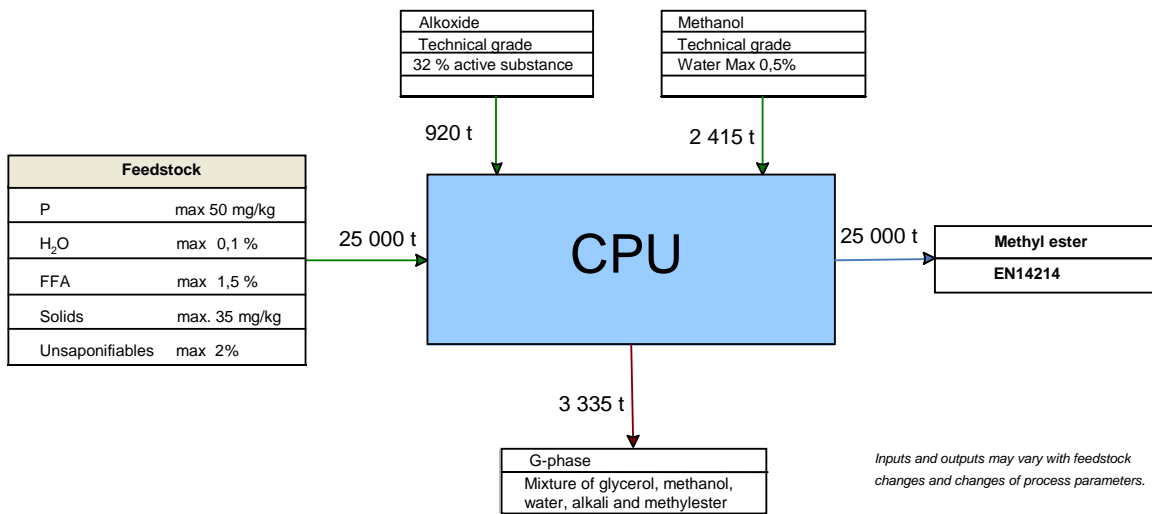 Alkoxide
Technical grade
32 % active substance
Methanol
Technical grade
Water Max 0,5%
920 t
2 415 t
Feedstock
P max 50 mg/kg
H₂O max 0,1 %
FFA max 1,5 %
Solids max. 35 mg/kg
Unsaponifiables max 2%
25 000 t
CPU
25 000 t
Methyl ester
EN14214
3 335 t
G-phase
Mixture of glycerol, methanol,
water, alkali and methylester
Inputs and outputs may vary with feedstock
changes and changes of process parameters.